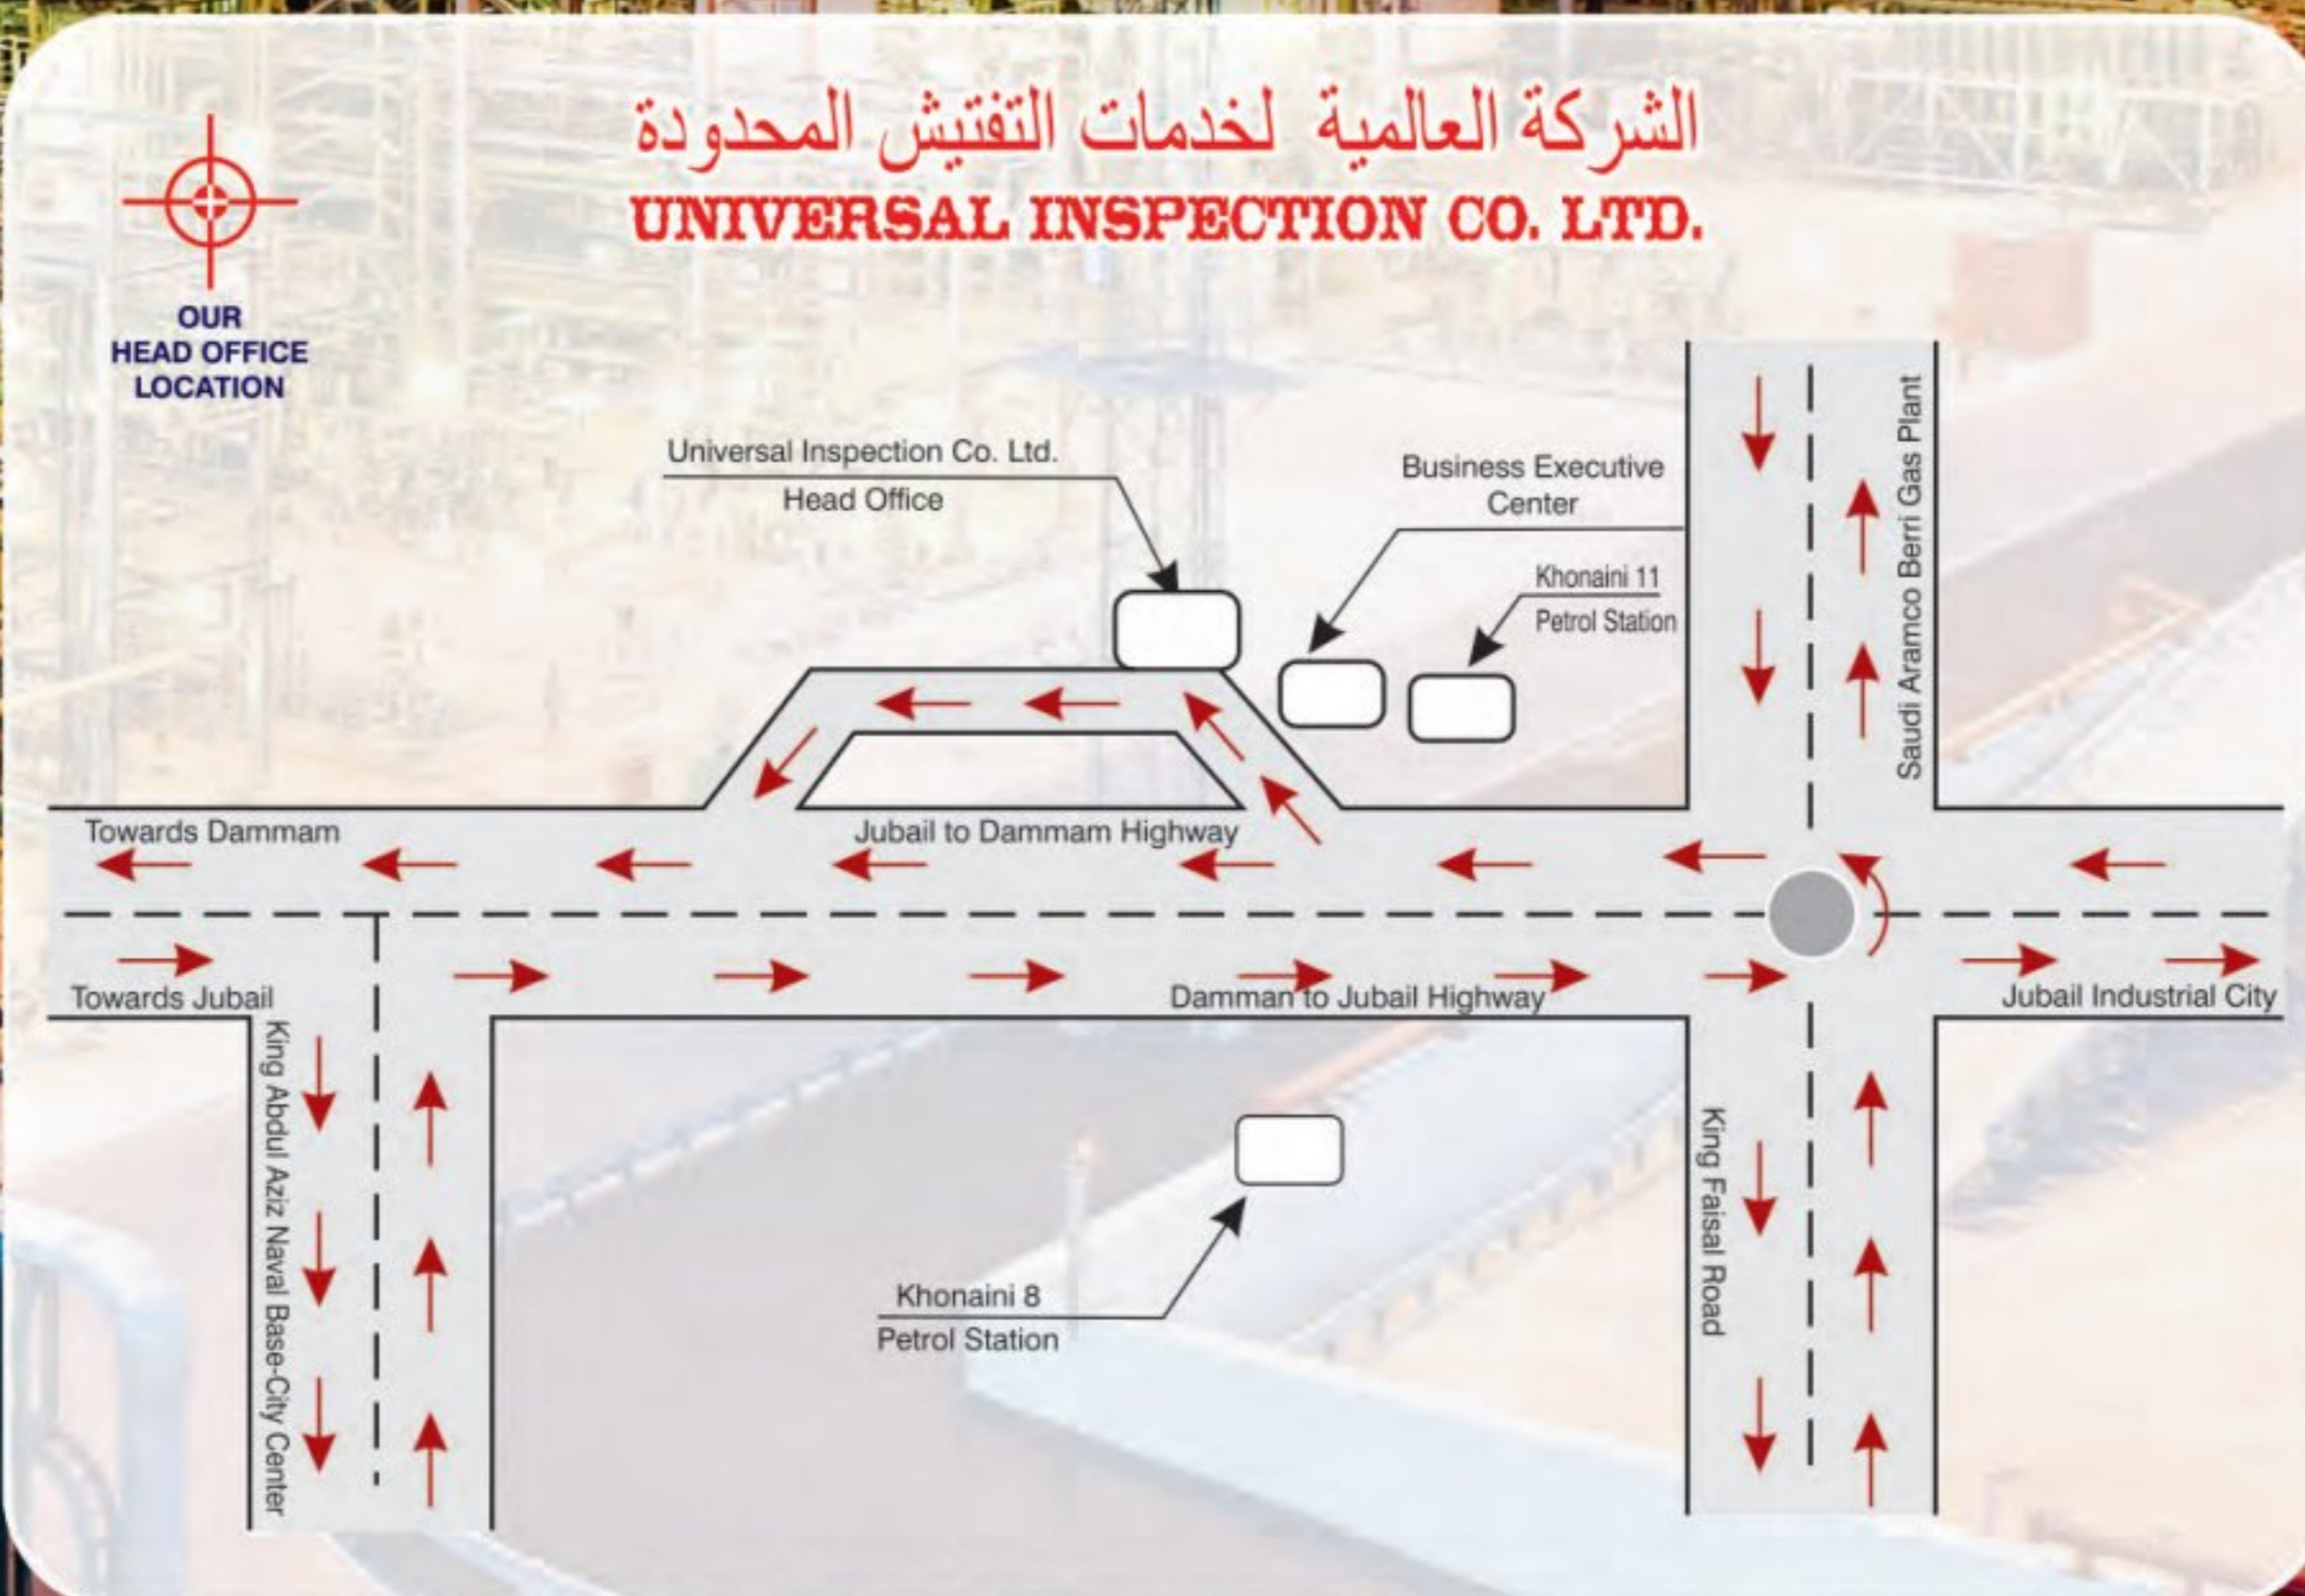 الشركة العالمية لخدمات التفتيش المحدودة
UNIVERSAL INSPECTION CO. LTD.
OUR
HEAD OFFICE
LOCATION
Universal Inspection Co. Ltd.
Head Office
Business Executive
Center
Khonaini 11
Petrol Station
Saudi Aramco Berri Gas Plant
Towards Dammam
Jubail to Dammam Highway
Towards Jubail
Damman to Jubail Highway
Jubail Industrial City
King Abdul Aziz Naval Base-City Center
King Faisal Road
Khonaini 8
Petrol Station